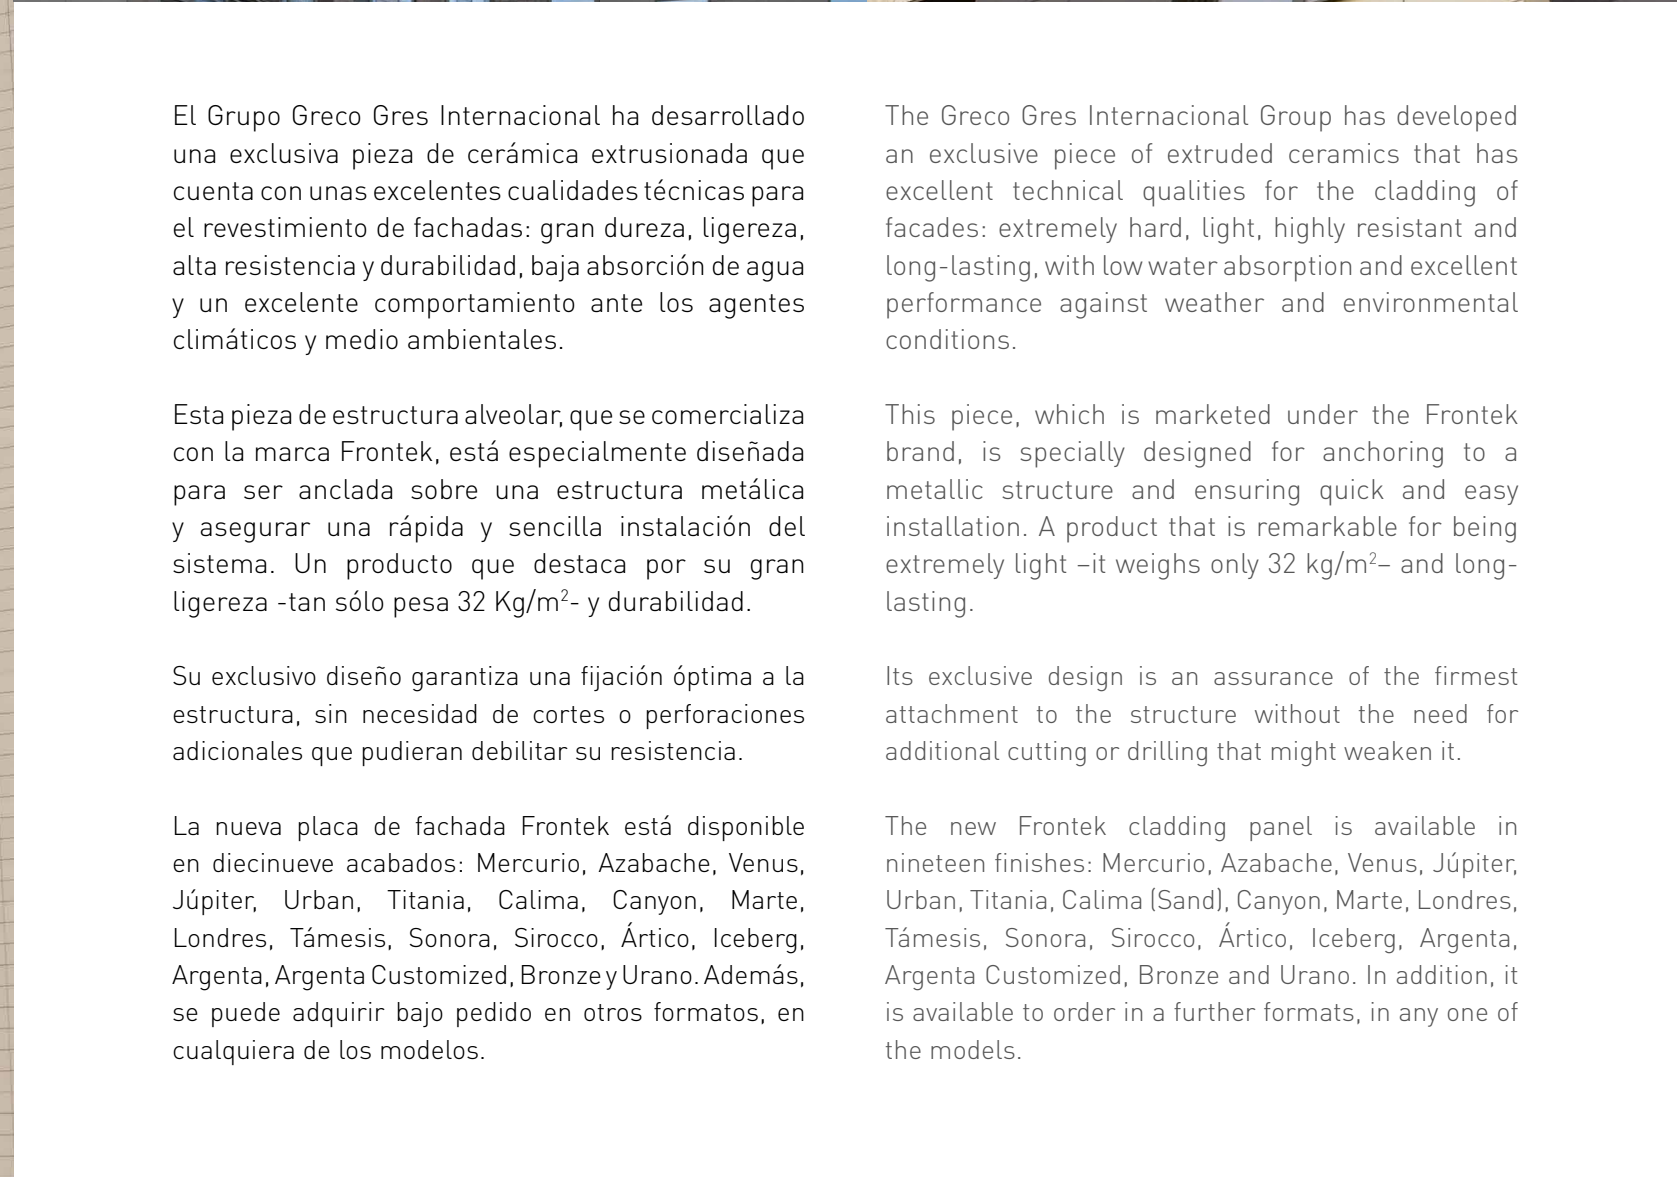 El Grupo Greco Gres Internacional ha desarrollado
una exclusiva pieza de cerámica extrusionada que
cuenta con unas excelentes cualidades técnicas para
el revestimiento de fachadas: gran dureza, ligereza,
alta resistencia y durabilidad, baja absorción de agua
y un excelente comportamiento ante los agentes
climáticos y medio ambientales.
Esta pieza de estructura alveolar, que se comercializa
con la marca Frontek, está especialmente diseñada
para ser anclada sobre una estructura metálica
y asegurar una rápida y sencilla instalación del
sistema. Un producto que destaca por su gran
ligereza -tan sólo pesa 32 Kg/m²- y durabilidad.
Su exclusivo diseño garantiza una fijación óptima a la
estructura, sin necesidad de cortes o perforaciones
adicionales que pudieran debilitar su resistencia.
La nueva placa de fachada Frontek está disponible
en diecinueve acabados: Mercurio, Azabache, Venus,
Júpiter, Urban, Titania, Calima, Canyon, Marte,
Londres, Támesis, Sonora, Sirocco, Ártico, Iceberg,
Argenta, Argenta Customized, Bronze y Urano. Además,
se puede adquirir bajo pedido en otros formatos, en
cualquiera de los modelos.
The Greco Gres Internacional Group has developed
an exclusive piece of extruded ceramics that has
excellent technical qualities for the cladding of
facades: extremely hard, light, highly resistant and
long-lasting, with low water absorption and excellent
performance against weather and environmental
conditions.
This piece, which is marketed under the Frontek
brand, is specially designed for anchoring to a
metallic structure and ensuring quick and easy
installation. A product that is remarkable for being
extremely light –it weighs only 32 kg/m²– and long-
lasting.
Its exclusive design is an assurance of the firmest
attachment to the structure without the need for
additional cutting or drilling that might weaken it.
The new Frontek cladding panel is available in
nineteen finishes: Mercurio, Azabache, Venus, Júpiter,
Urban, Titania, Calima (Sand), Canyon, Marte, Londres,
Támesis, Sonora, Sirocco, Ártico, Iceberg, Argenta,
Argenta Customized, Bronze and Urano. In addition, it
is available to order in a further formats, in any one of
the models.